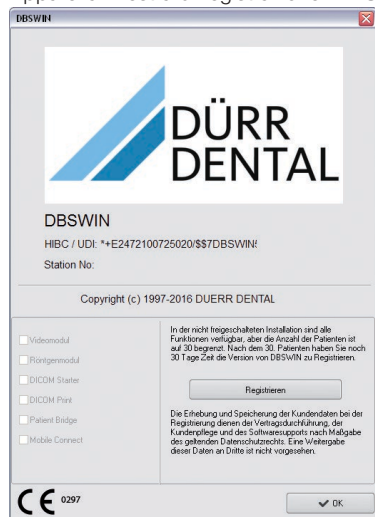 DBSWIN
DÜRR
DENTAL
DBSWIN
HIBC / UDI: *+E2472100725020/$$7DBSWIN
Station No:
Copyright (c) 1997-2016 DUERR DENTAL
Videomodul
Röntgenmodul
DICOM Starter
DICOM Print
Patient Bridge
Mobile Connect
In der nicht freigeschalteten Installation sind alle
Funktionen verfügbar, aber die Anzahl der Patienten ist
auf 30 begrenzt. Nach dem 30. Patienten haben Sie noch
30 Tage Zeit die Version von DBSWIN zu Registrieren.
Registrieren
Die Erhebung und Speicherung der Kundendaten bei der
Registrierung dienen der Vertragsdurchführung, der
Kundenpflege und des Softwaresupports nach Maßgabe
des geltenden Datenschutzrechts. Eine Weitergabe
dieser Daten an Dritte ist nicht vorgesehen.
CE 0297
OK